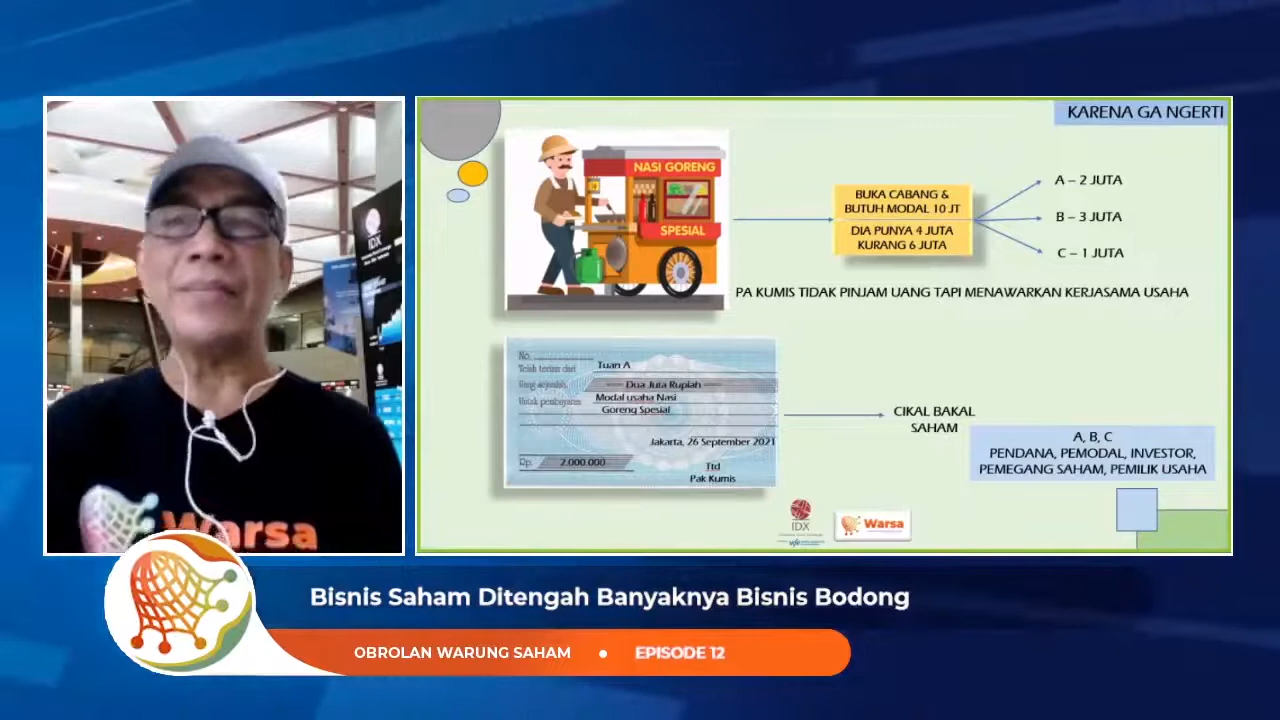 IDX
Warsa
KARENA GA NGERTI
NASI GORENG
SPESIAL
BUKA CABANG &
BUTUH MODAL 10 JT
DIA PUNYA 4 JUTA
KURANG 6 JUTA
A – 2 JUTA
B – 3 JUTA
C – 1 JUTA
PA KUMIS TIDAK PINJAM UANG TAPI MENAWARKAN KERJASAMA USAHA
No.
Telah terima dari Tuan A
Uang sejumlah Dua Juta Rupiah
Untuk pembayaran Modal usaha Nasi
Goreng Spesial
Jakarta, 26 September 2021
Rp. 2.000.000
Ttd
Pak Kumis
CIKAL BAKAL
SAHAM
A, B, C
PENDANA, PEMODAL, INVESTOR,
PEMEGANG SAHAM, PEMILIK USAHA
IDX
Warsa
Bisnis Saham Ditengah Banyaknya Bisnis Bodong
OBROLAN WARUNG SAHAM • EPISODE 12